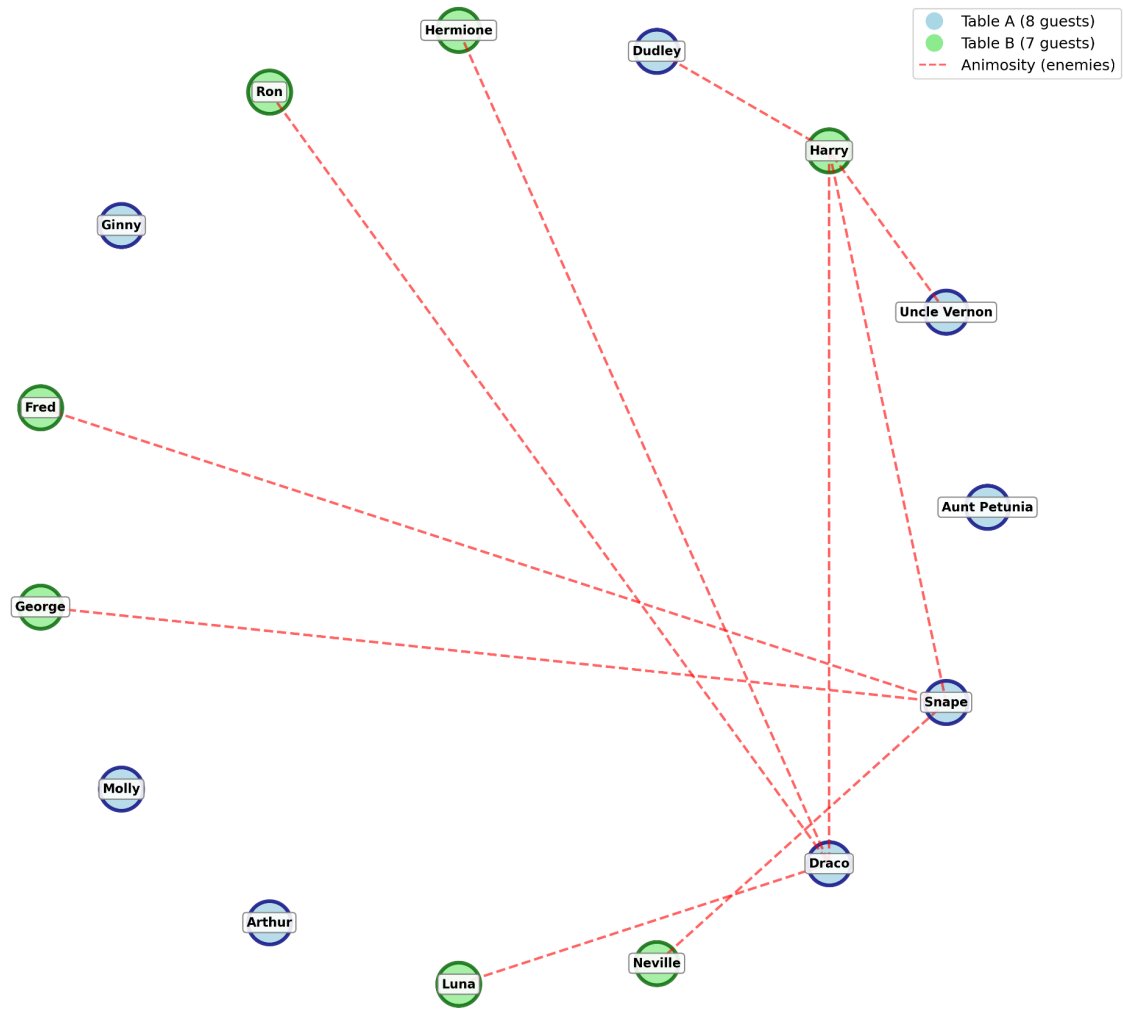 Hermione
Dudley
Table A (8 guests)
Table B (7 guests)
Animosity (enemies)
Ron
Harry
Ginny
Uncle Vernon
Fred
Aunt Petunia
George
Snape
Molly
Draco
Arthur
Neville
Luna